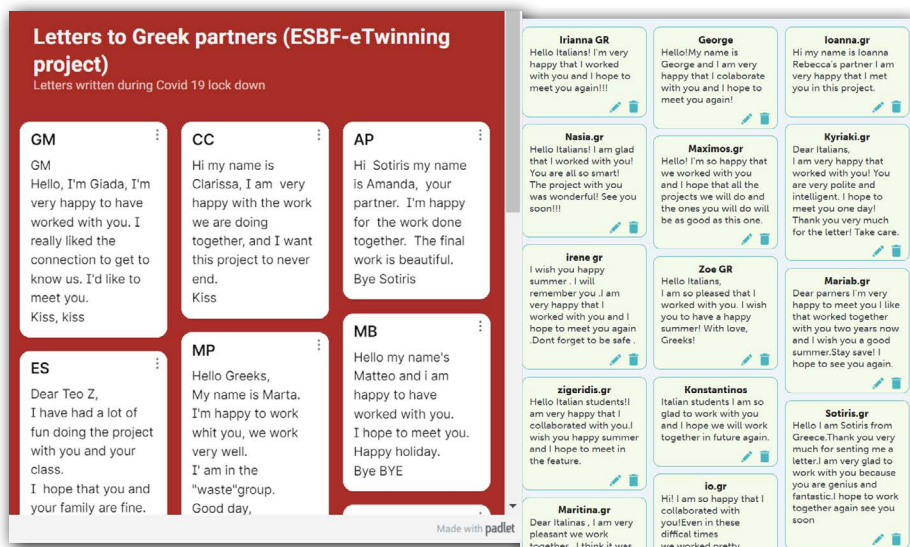 Letters to Greek partners (ESBF-eTwinning
project)
Letters written during Covid 19 lock down
GM
GM
Hello, I'm Giada, I'm
very happy to have
worked with you. I
really liked the
connection to get to
know us. I'd like to
meet you.
Kiss, kiss
ES
Dear Teo Z,
I have had a lot of
fun doing the project
with you and your
class.
I hope that you and
your family are fine.
CC
Hi my name is
Clarissa, I am very
happy with the work
we are doing
together, and I want
this project to never
end.
Kiss
MP
Hello Greeks,
My name is Marta.
I'm happy to work
whit you, we work
very well.
I' am in the
"waste"group.
Good day,
AP
Hi Sotiris my name
is Amanda, your
partner. I'm happy
for the work done
together. The final
work is beautiful.
Bye Sotiris
MB
Hello my name's
Matteo and i am
happy to have
worked with you.
I hope to meet you.
Happy holiday.
Bye BYE
Made with padlet
Irianna GR
Hello Italians! I'm very
happy that I worked
with you and I hope to
meet you again!!!
Nasia.gr
Hello Italians! I am glad
that I worked with you!
You are all so smart!
The project with you
was wonderful! See you
soon!!!
irene gr
I wish you happy
summer . I will
remember you .I am
very happy that I
worked with you and I
hope to meet you again
.Dont forget to be safe .
zigeridis.gr
Hello Italian students!I
am very happy that I
collaborated with you.I
wish you happy summer
and I hope to meet in
the feature.
Maritina.gr
Dear Italinas , I am very
pleasant we work
together . I think it was
George
Hello!My name is
George and I am very
happy that I colaborate
with you and I hope to
meet you again!
Maximos.gr
Hello! I'm so happy that
we worked with you
and I hope that all the
projects we will do and
the ones you will do will
be as good as this one.
Zoe GR
Hello Italians,
I am so pleased that I
worked with you. I wish
you to have a happy
summer! With love,
Greeks!
Konstantinos
Italian students I am so
glad to work with you
and I hope we will work
together in future again.
io.gr
Hi! I am so happy that I
collaborated with
you!Even in these
diffical times
we worked pretty
Ioanna.gr
Hi my name is Ioanna
Rebecca's partner I am
very happy that I met
you in this project.
Kyriaki.gr
Dear Italians,
I am very happy that
worked with you! You
are very polite and
intelligent. I hope to
meet you one day!
Thank you very much
for the letter! Take care.
Mariab.gr
Dear parners I'm very
happy to meet you I like
that worked together
with you two years now
and I wish you a good
summer.Stay save! I
hope to see you again.
Sotiris.gr
Hello I am Sotiris from
Greece.Thank you very
much for senting me a
letter.I am very glad to
work with you because
you are genius and
fantastic.I hope to work
together again see you
soon